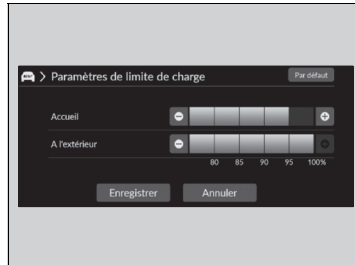 Paramètres de limite de charge
Par défaut
Accueil
A l'extérieur
80 85 90 95 100%
Enregistrer Annuler